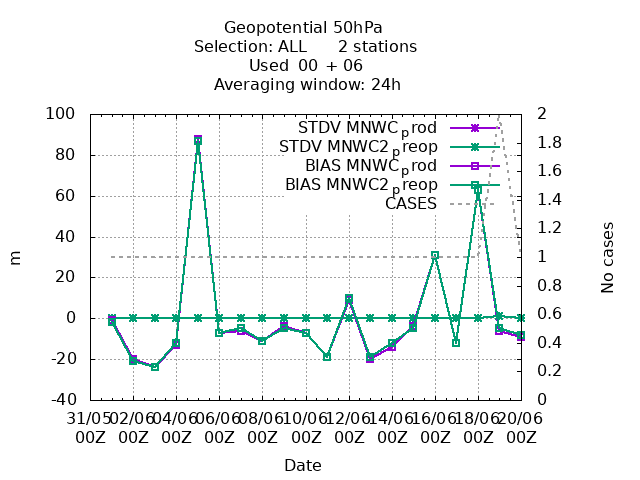 Geopotential 50hPa
Selection: ALL 2 stations
Used 00 + 06
Averaging window: 24h
100
80
60
40
20
0
-20
-40
m
STDV MNWCprod
STDV MNWC2preop
BIAS MNWCprod
BIAS MNWC2preop
CASES
2
1.8
1.6
1.4
1.2
1
0.8
0.6
0.4
0.2
0
No cases
31/05 02/06 04/06 06/06 08/06 10/06 12/06 14/06 16/06 18/06 20/06
00Z 00Z 00Z 00Z 00Z 00Z 00Z 00Z 00Z 00Z 00Z
Date